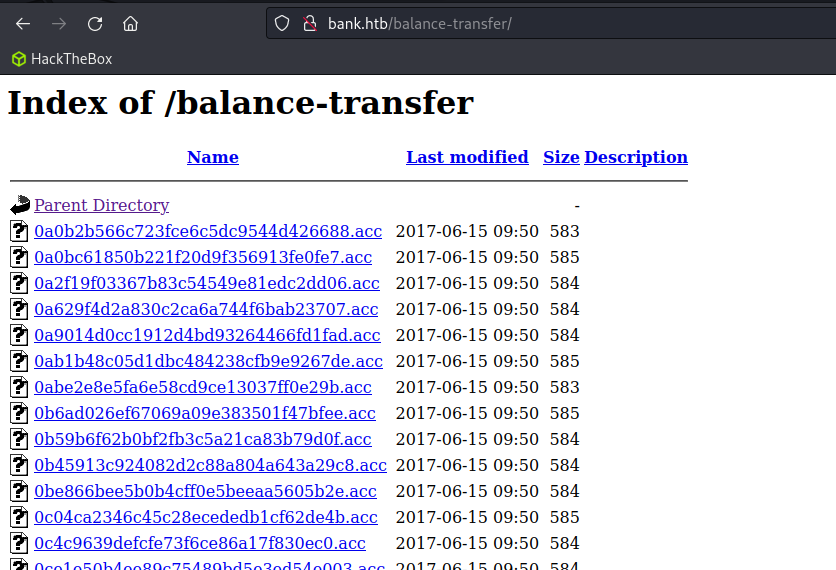 bank.htb/balance-transfer/
HackTheBox
Index of /balance-transfer
Name Last modified Size Description
Parent Directory -
0a0b2b566c723fce6c5dc9544d426688.acc 2017-06-15 09:50 583
0a0bc61850b221f20d9f356913fe0fe7.acc 2017-06-15 09:50 585
0a2f19f03367b83c54549e81edc2dd06.acc 2017-06-15 09:50 584
0a629f4d2a830c2ca6a744f6bab23707.acc 2017-06-15 09:50 584
0a9014d0cc1912d4bd93264466fd1fad.acc 2017-06-15 09:50 584
0ab1b48c05d1dbc484238cfb9e9267de.acc 2017-06-15 09:50 585
0abe2e8e5fa6e58cd9ce13037ff0e29b.acc 2017-06-15 09:50 583
0b6ad026ef67069a09e383501f47bfee.acc 2017-06-15 09:50 585
0b59b6f62b0bf2fb3c5a21ca83b79d0f.acc 2017-06-15 09:50 584
0b45913c924082d2c88a804a643a29c8.acc 2017-06-15 09:50 584
0be866bee5b0b4cff0e5beeaa5605b2e.acc 2017-06-15 09:50 584
0c04ca2346c45c28ecededb1cf62de4b.acc 2017-06-15 09:50 585
0c4c9639defcfe73f6ce86a17f830ec0.acc 2017-06-15 09:50 584
2017-06-15 09:50 584